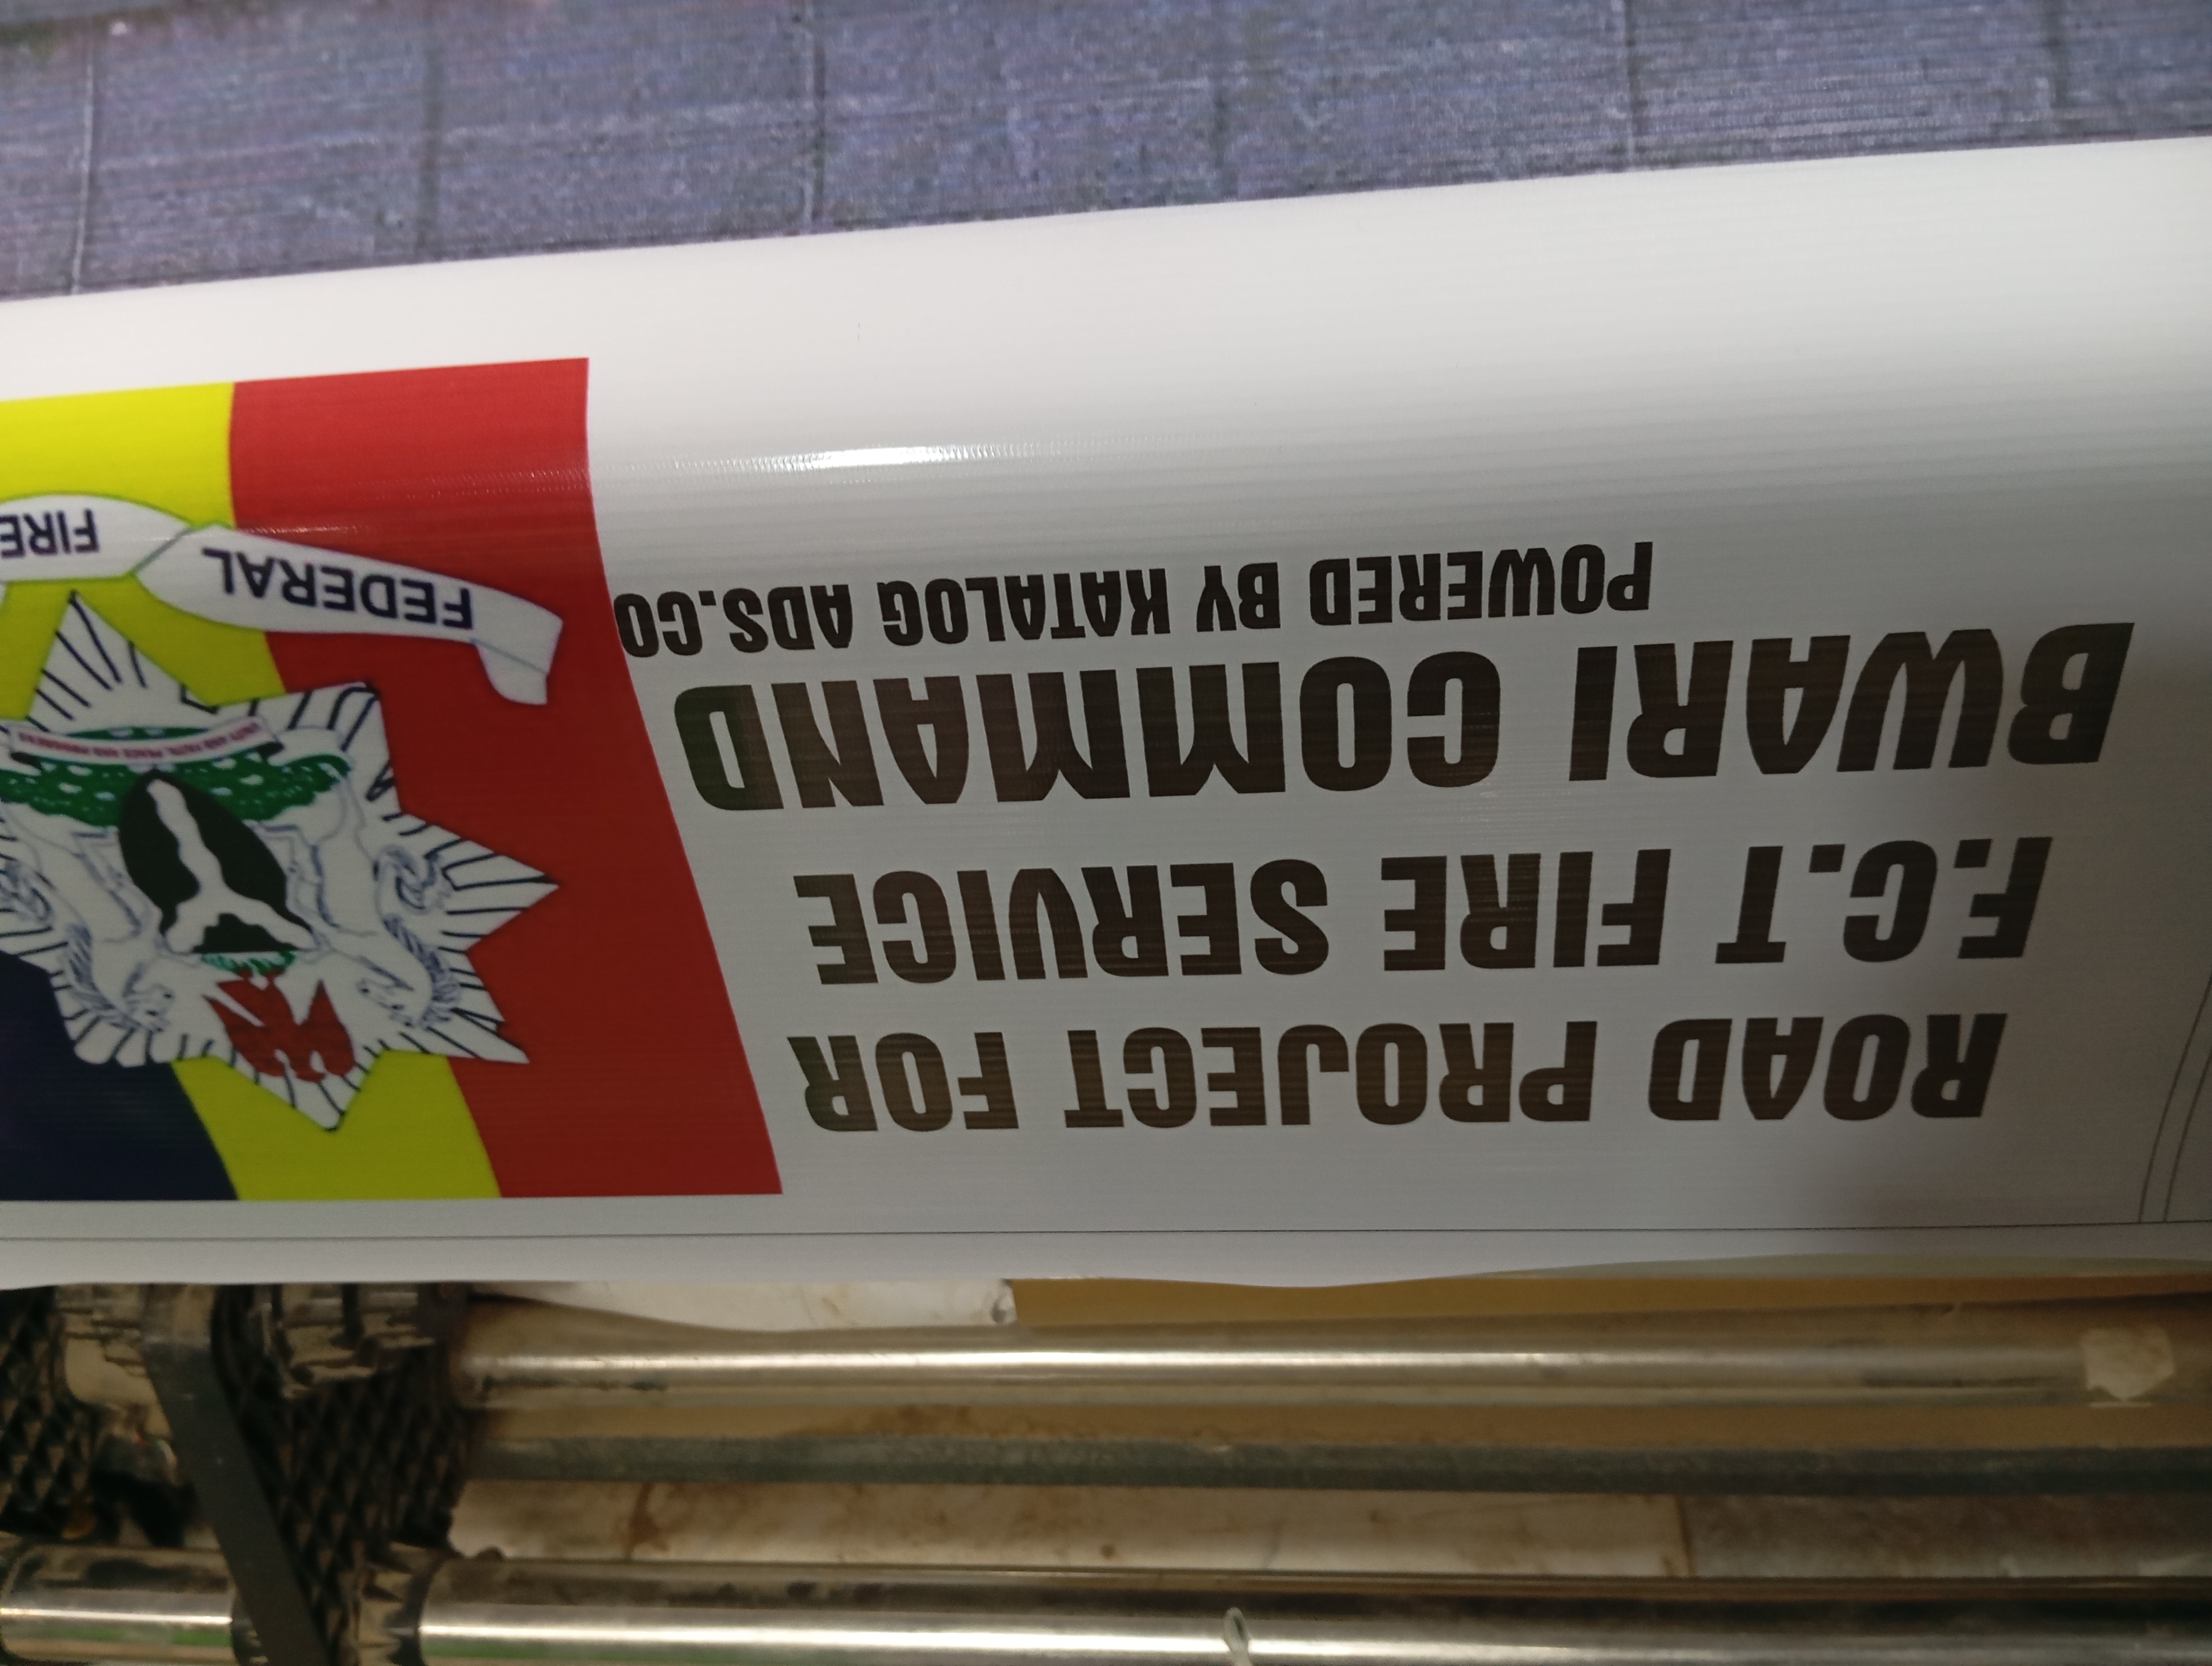 ROAD PROJECT FOR
F.C.T FIRE SERVICE
BWARI COMMAND
POWERED BY KATALOG ADS.CO
FEDERAL FIRE